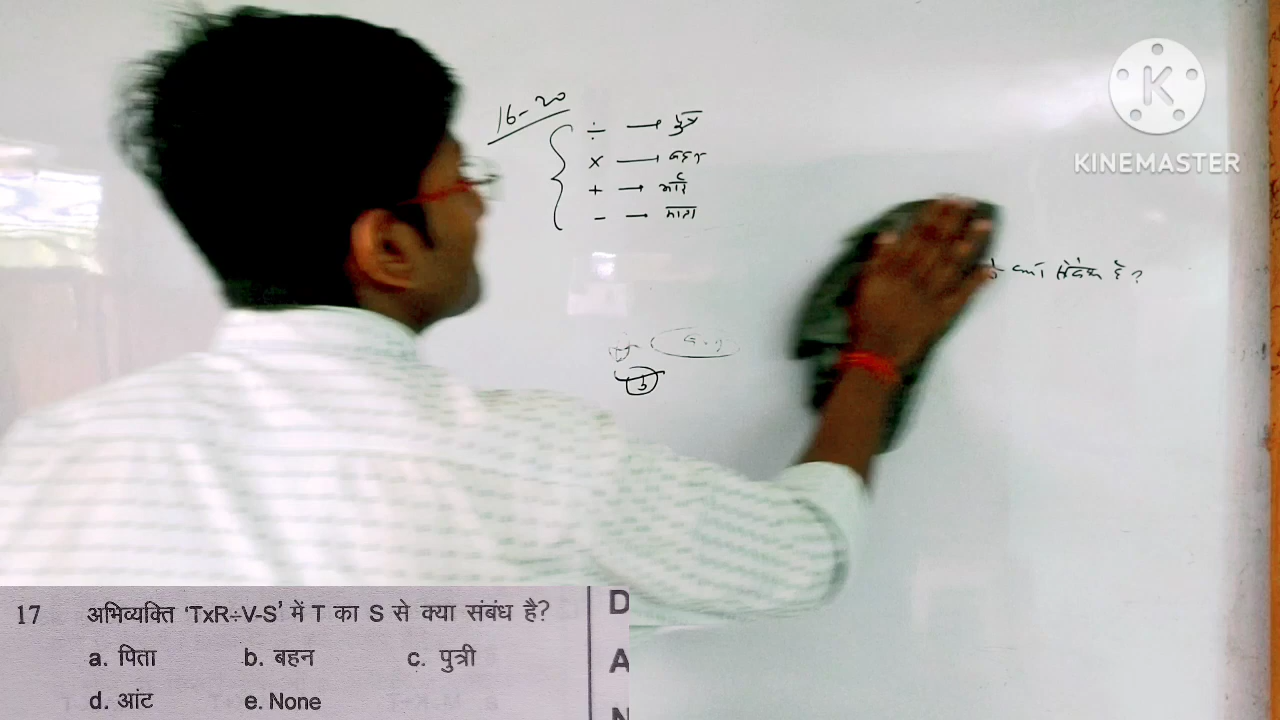 16-20
÷ → पुत्र
× → बहन
+ → भाई
- → माता
क्या संबंध है?
KINEMASTER
17 अभिव्यक्ति 'TxR÷V-S' में T का S से क्या संबंध है?
a. पिता b. बहन c. पुत्री
d. आंट e. None
D
A